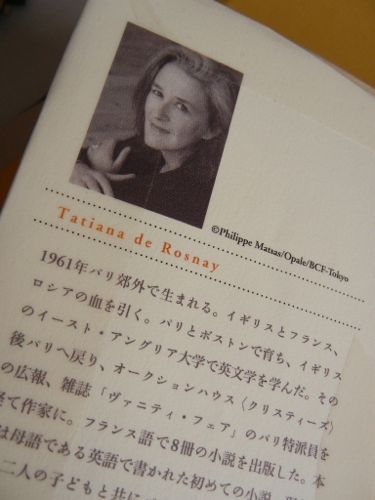 ©Philippe Matsas/Opale/BCF-Tokyo
Tatiana de Rosnay
1961年パリ郊外で生まれる。イギリスとフランス、
ロシアの血を引く。パリとボストンで育ち、イギリス
のイースト・アングリア大学で英文学を学んだ。その
後パリへ戻り、オークションハウス〈クリスティーズ〉
の広報、雑誌「ヴァニティ・フェア」のパリ特派員を
経て作家に。フランス語で8冊の小説を出版した。本
は母語である英語で書かれた初めての小説
二人の子どもと共に